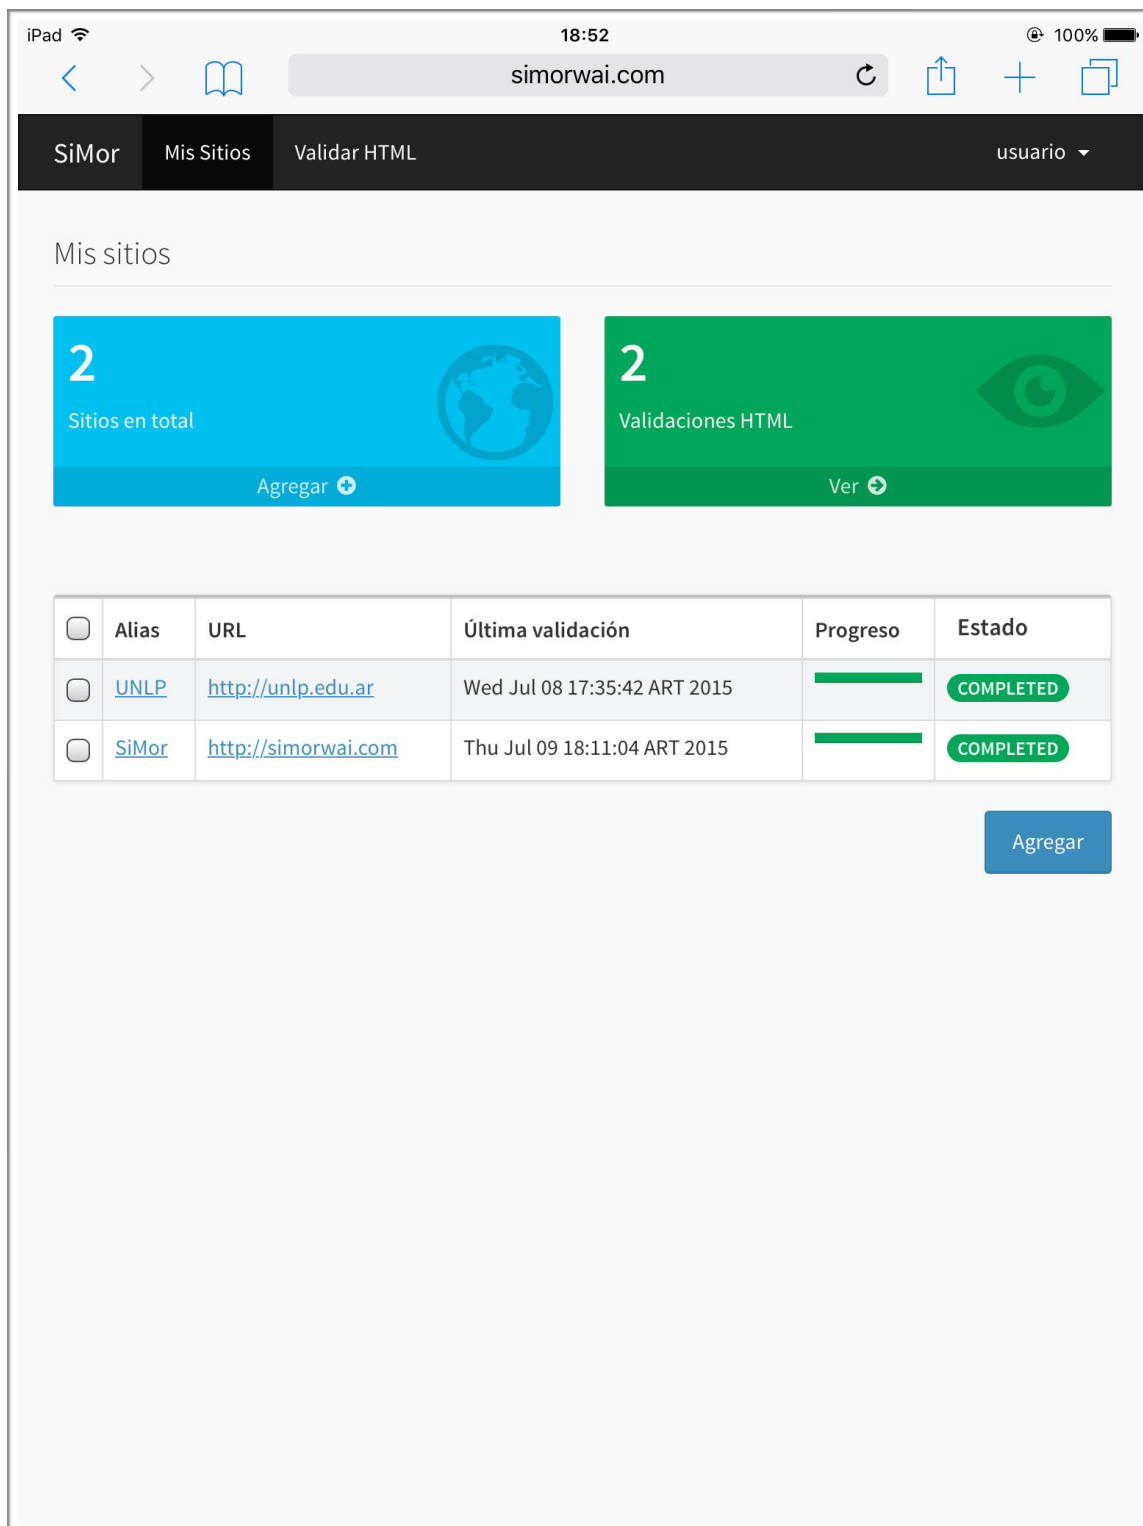 iPad 18:52 100%
simorwai.com
SiMor Mis Sitios Validar HTML usuario
Mis sitios
2
Sitios en total
Agregar
2
Validaciones HTML
Ver
Alias URL Última validación Progreso Estado
UNLP http://unlp.edu.ar Wed Jul 08 17:35:42 ART 2015 COMPLETED
SiMor http://simorwai.com Thu Jul 09 18:11:04 ART 2015 COMPLETED
Agregar